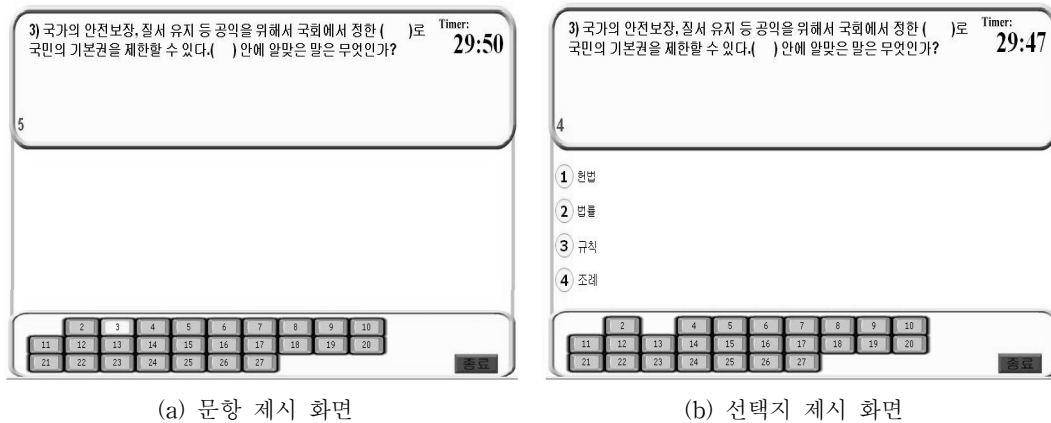 3) 국가의 안전보장, 질서 유지 등 공익을 위해서 국회에서 정한 (      )로
국민의 기본권을 제한할 수 있다.(    ) 안에 알맞은 말은 무엇인가?
Timer:
29:50
5
2 3 4 5 6 7 8 9 10
11 12 13 14 15 16 17 18 19 20
21 22 23 24 25 26 27
종료
(a) 문항 제시 화면
3) 국가의 안전보장, 질서 유지 등 공익을 위해서 국회에서 정한 (      )로
국민의 기본권을 제한할 수 있다.(    ) 안에 알맞은 말은 무엇인가?
Timer:
29:47
4
1 헌법
2 법률
3 규칙
4 조례
2 4 5 6 7 8 9 10
11 12 13 14 15 16 17 18 19 20
21 22 23 24 25 26 27
종료
(b) 선택지 제시 화면